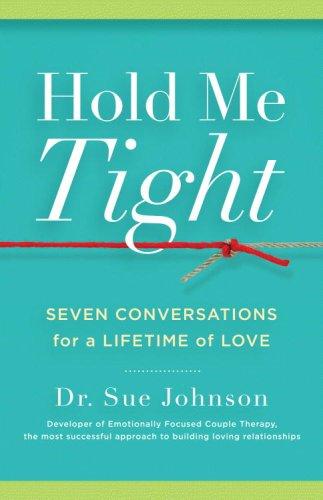 Hold Me
Tight
SEVEN CONVERSATIONS
for a LIFETIME of LOVE
Dr. Sue Johnson
Developer of Emotionally Focused Couple Therapy,
the most successful approach to building loving relationships